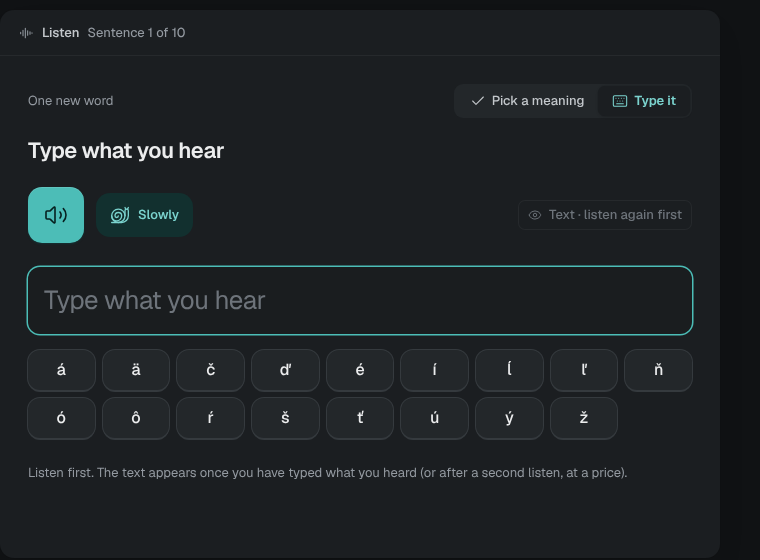 Listen Sentence 1 of 10
One new word
Pick a meaning
Type it
Type what you hear
Slowly
Text · listen again first
Type what you hear
á ä č ď é í ĺ ľ ň
ó ô ŕ š ť ú ý ž
Listen first. The text appears once you have typed what you heard (or after a second listen, at a price).